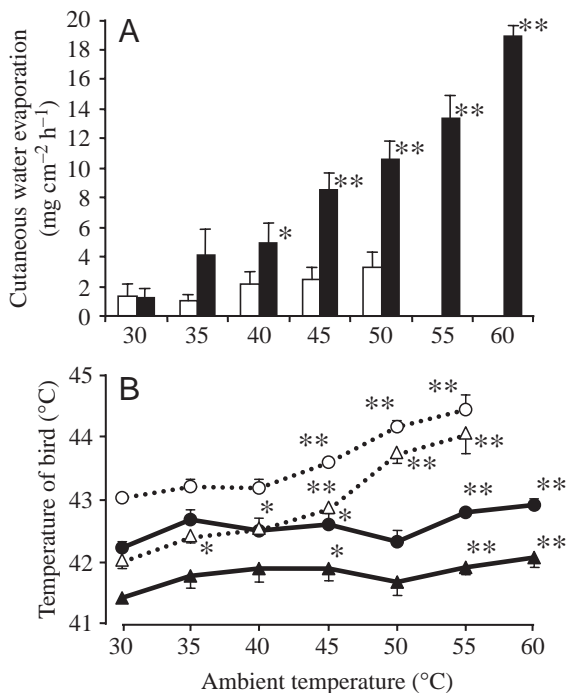 A
Cutaneous water evaporation
(mg cm−2 h−1)
20
18
16
14
12
10
8
6
4
2
0
*
**
**
**
**
30 35 40 45 50 55 60
B
Temperature of bird (°C)
45
44
43
42
41
** ** **
** ** **
* * * ** **
* ** **
30 35 40 45 50 55 60
Ambient temperature (°C)